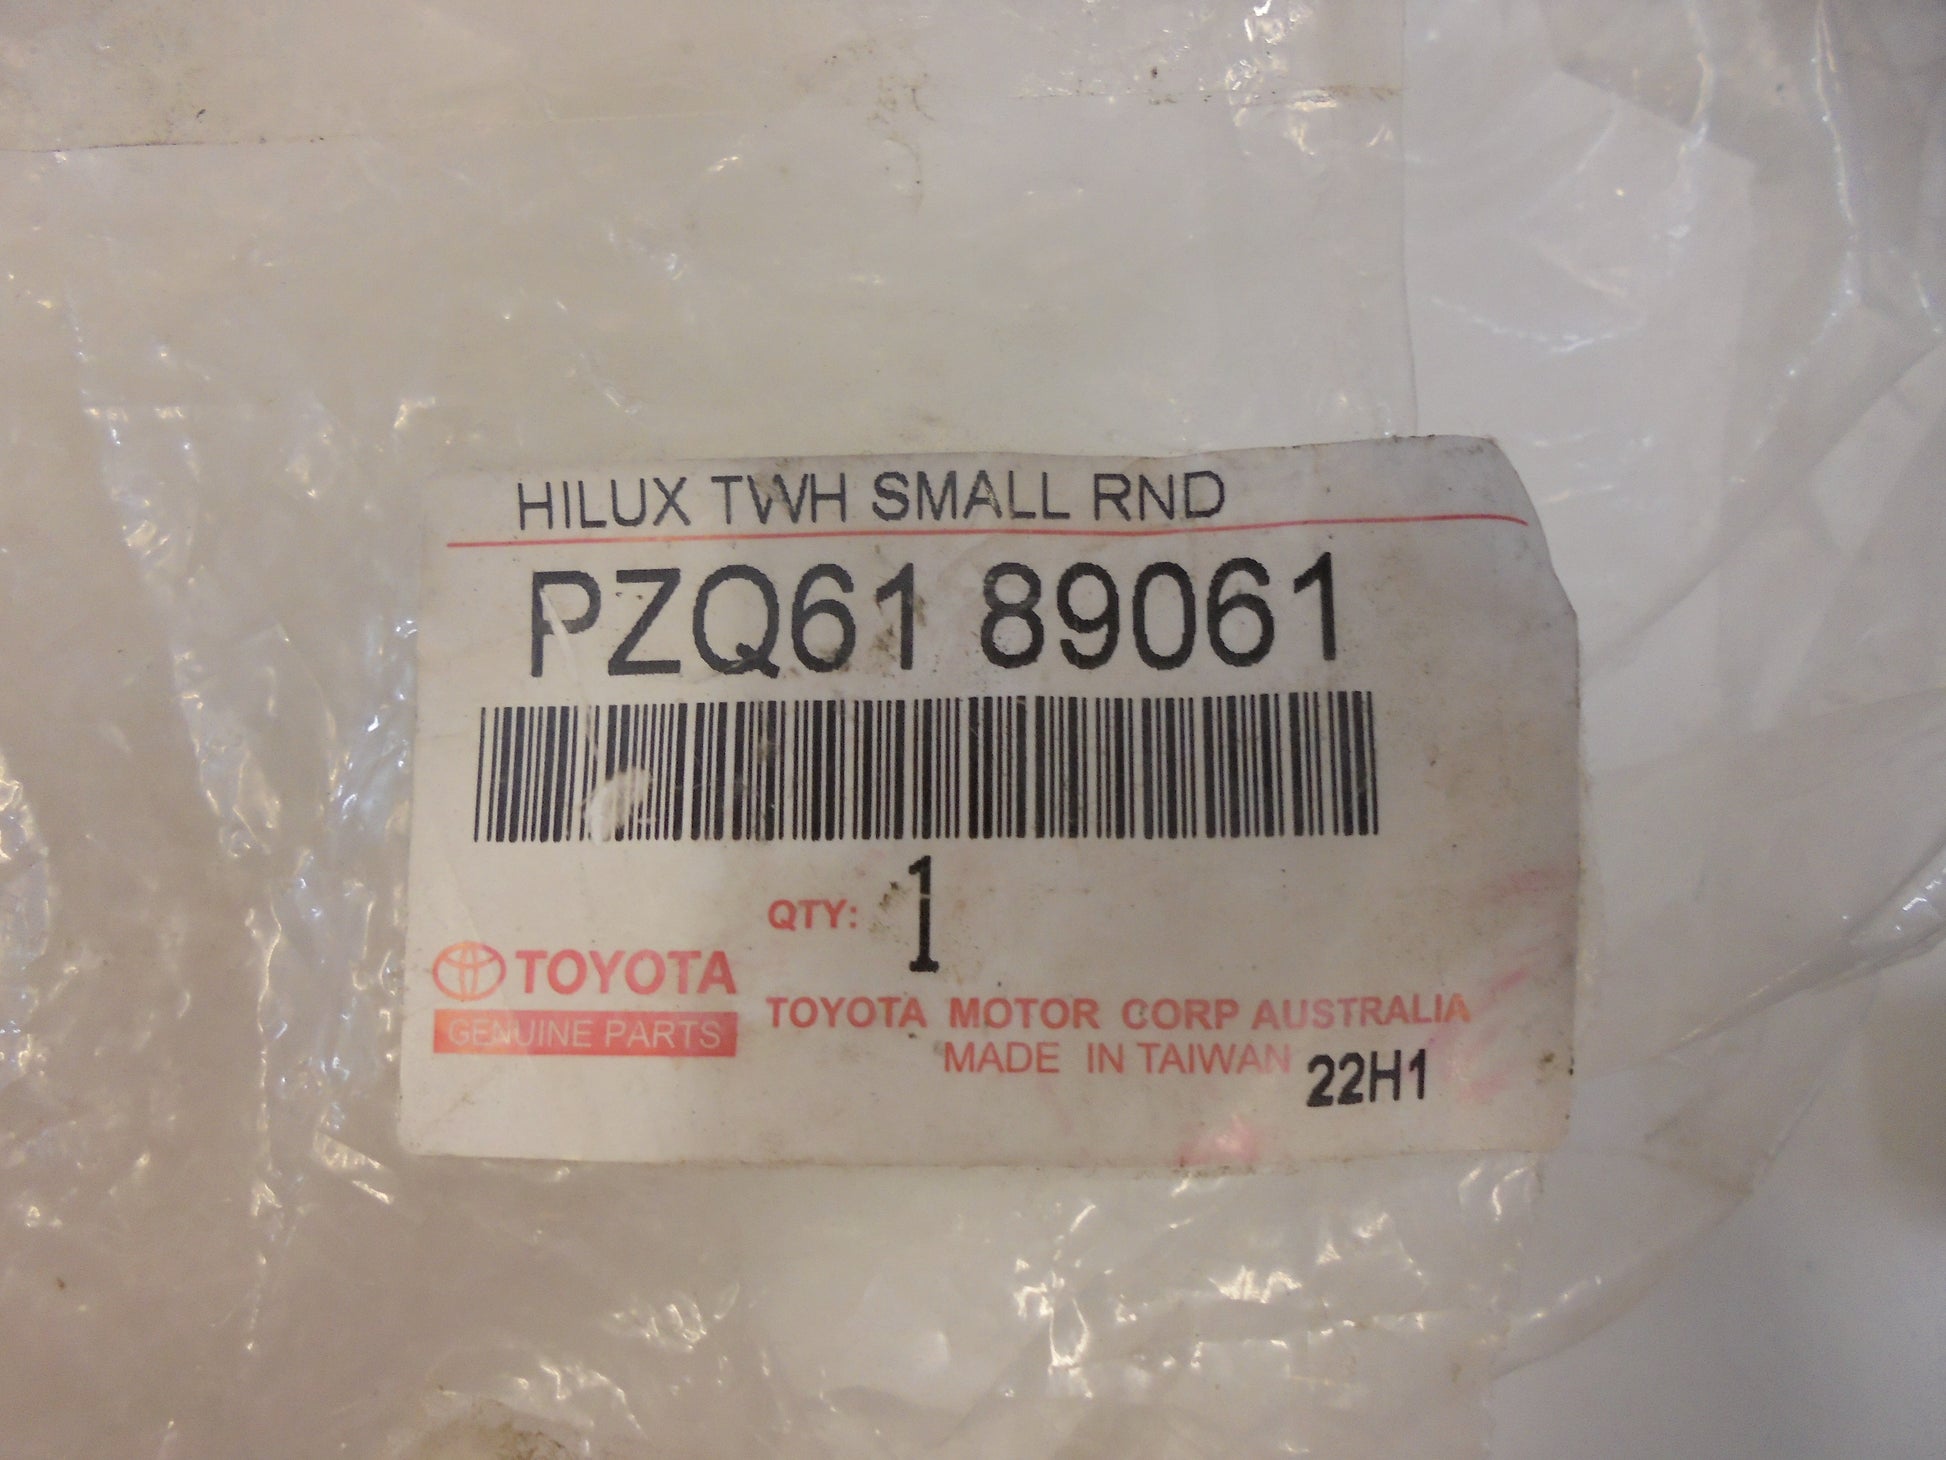 HILUX TWH SMALL RND
PZQ61 89061
QTY: 1
TOYOTA
GENUINE PARTS
TOYOTA MOTOR CORP AUSTRALIA
MADE IN TAIWAN 22H1